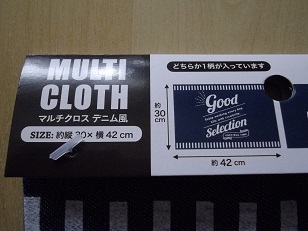 MULTI
CLOTH
マルチクロス デニム風
SIZE: 約縦 30× 横 42 cm
どちらか1柄が入っています
約
30
cm
Good
Selection
約 42 cm